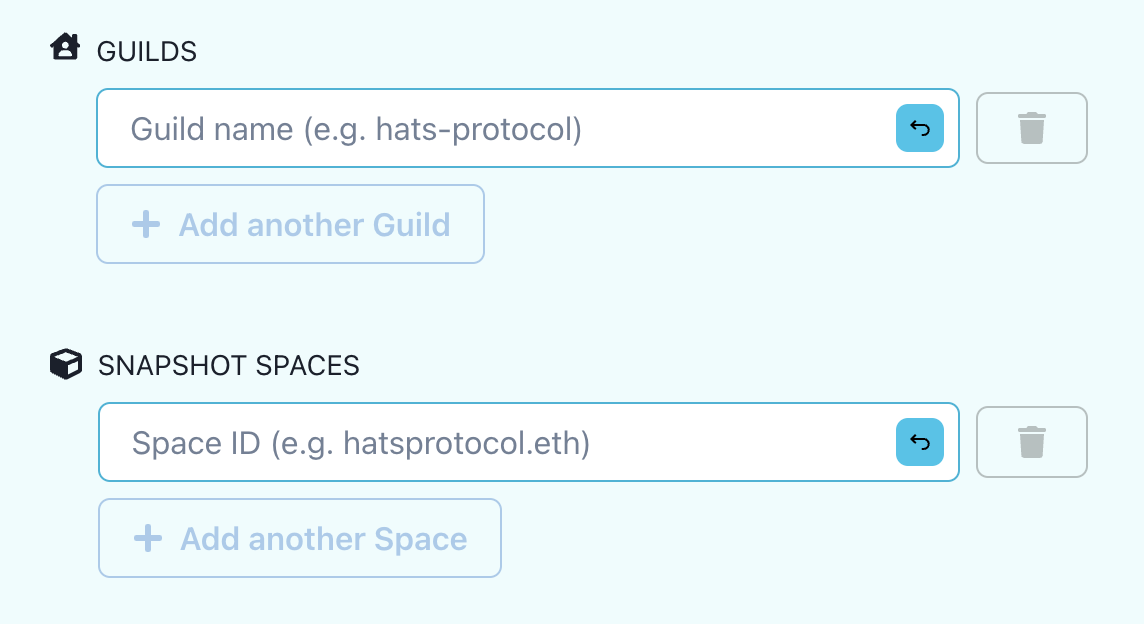 GUILDS
Guild name (e.g. hats-protocol)
Add another Guild
SNAPSHOT SPACES
Space ID (e.g. hatsprotocol.eth)
Add another Space